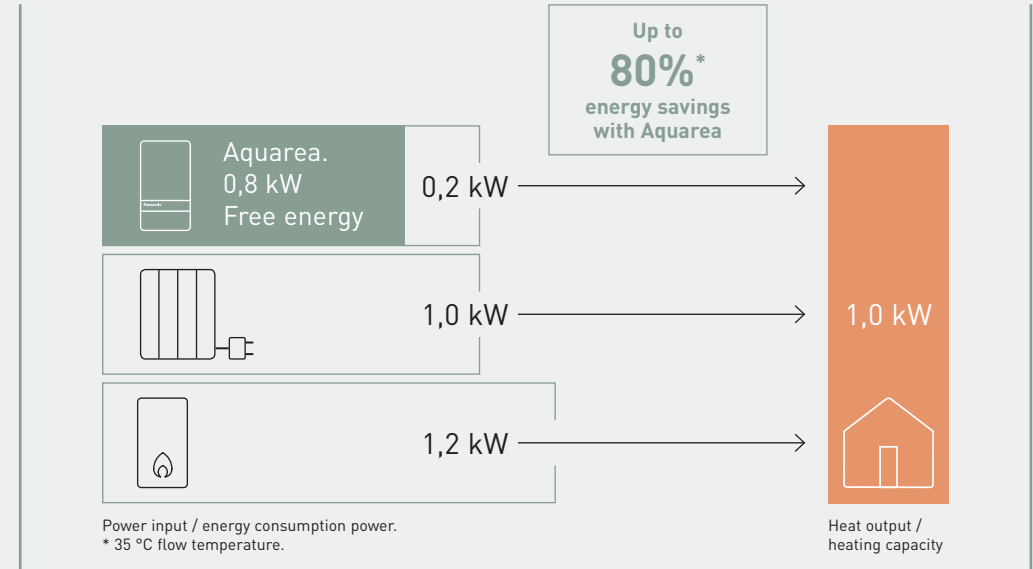 Up to
80%*
energy savings
with Aquarea
Aquarea.
0,8 kW
Free energy
0,2 kW
1,0 kW
1,0 kW
1,2 kW
Power input / energy consumption power.
* 35 °C flow temperature.
Heat output /
heating capacity